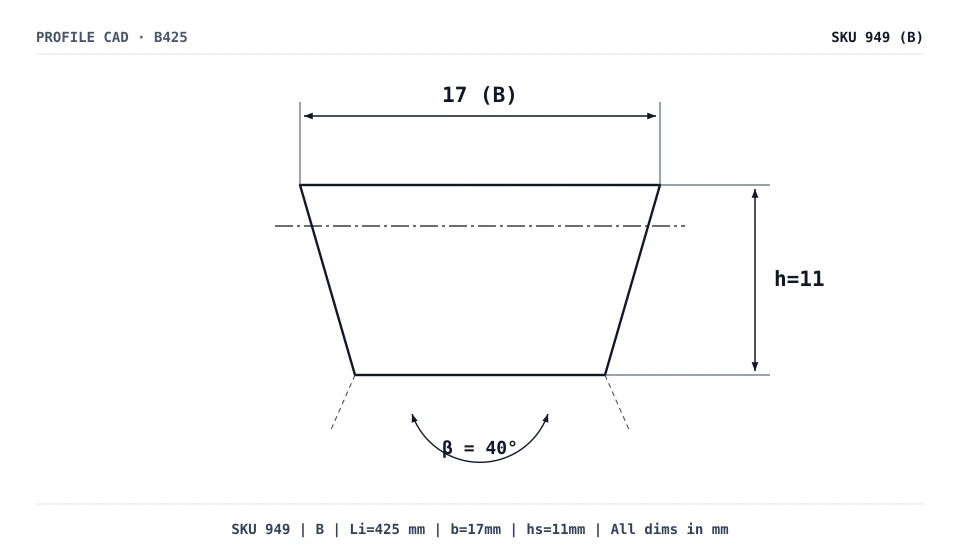 PROFILE CAD · B425
SKU 949 (B)
17 (B)
h=11
β = 40°
SKU 949 | B | Li=425 mm | b=17mm | hs=11mm | All dims in mm